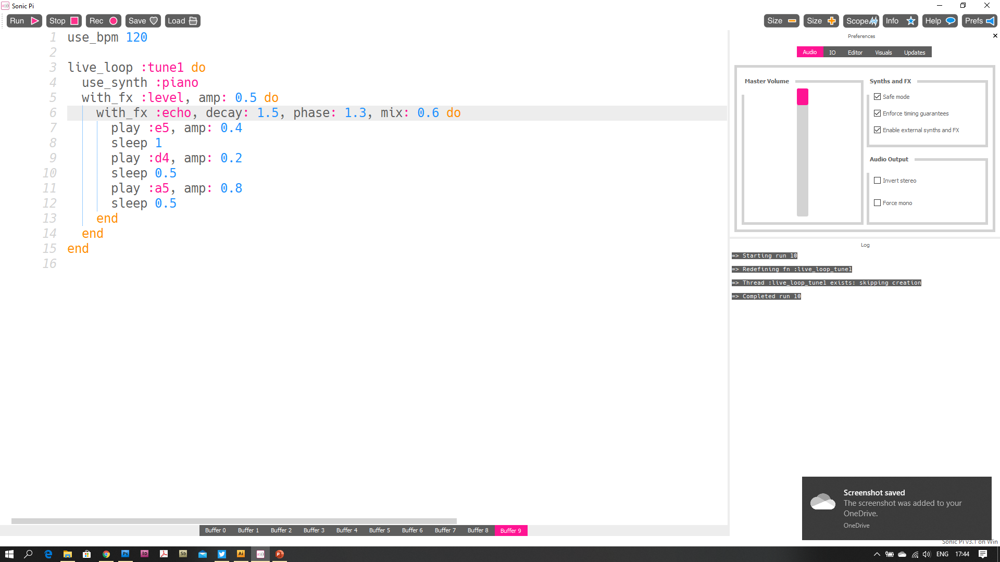 Sonic Pi
Run Stop Rec Save Load Size Size Scope Info Help Prefs
1 use_bpm 120
2
3 live_loop :tune1 do
4 use_synth :piano
5 with_fx :level, amp: 0.5 do
6 with_fx :echo, decay: 1.5, phase: 1.3, mix: 0.6 do
7 play :e5, amp: 0.4
8 sleep 1
9 play :d4, amp: 0.2
10 sleep 0.5
11 play :a5, amp: 0.8
12 sleep 0.5
13 end
14 end
15 end
16
Preferences
Audio IO Editor Visuals Updates
Master Volume
Synths and FX
Safe mode
Enforce timing guarantees
Enable external synths and FX
Audio Output
Invert stereo
Force mono
Log
=> Starting run 10
=> Redefining fn :live_loop_tune1
=> Thread :live_loop_tune1 exists: skipping creation
=> Completed run 10
Screenshot saved
The screenshot was added to your
OneDrive.
OneDrive
Buffer 0 Buffer 1 Buffer 2 Buffer 3 Buffer 4 Buffer 5 Buffer 6 Buffer 7 Buffer 8 Buffer 9
Sonic Pi v3.1 on Win
Ps ID Sb Ai P ENG 17:44